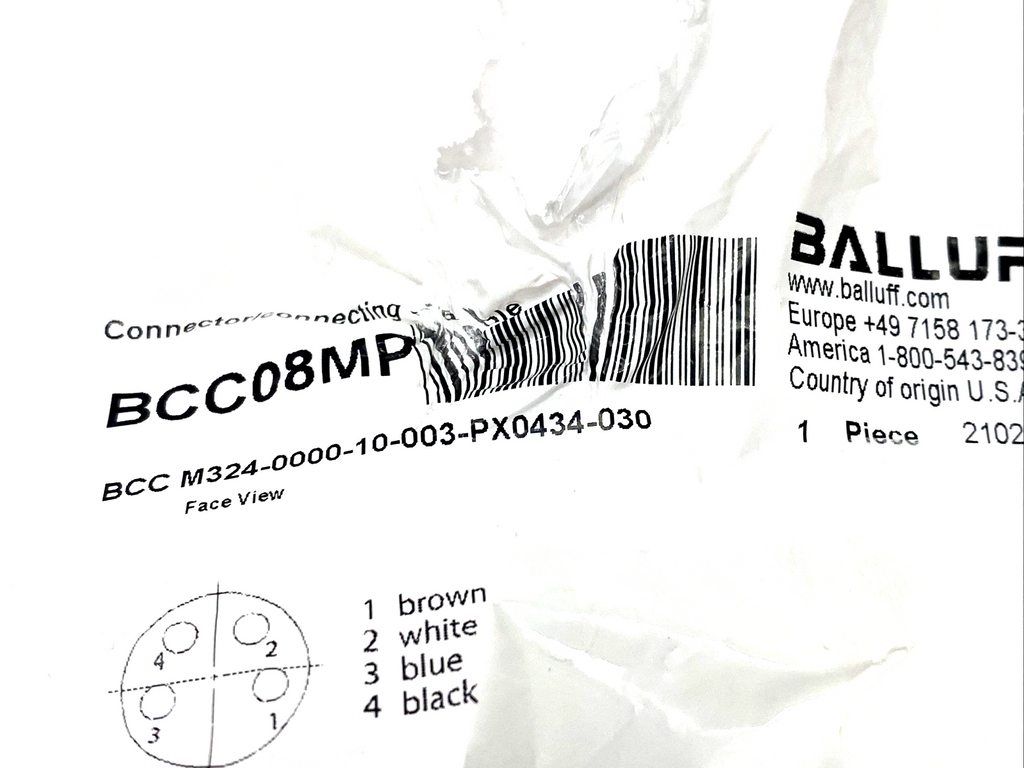 Connector/connecting
BCC08MP
BCC M324-0000-10-003-PX0434-030
Face View
BALLUF
www.balluff.com
Europe +49 7158 173-3
America 1-800-543-839
Country of origin U.S.A
1 Piece 2102
4
2
3
1
1 brown
2 white
3 blue
4 black